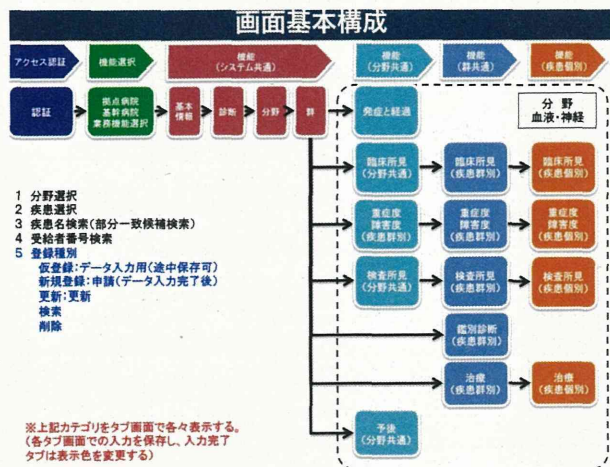 画面基本構成
アクセス認証
機能選択
機能
(システム共通)
機能
(分野共通)
機能
(群共通)
機能
(疾患個別)
認証
拠点病院
基幹病院
業務機能選択
基本
情報
診断
分野
群
発症と経過
分 野
血液・神経
臨床所見
(分野共通)
臨床所見
(疾患群別)
臨床所見
(疾患個別)
重症度
障害度
(疾患群別)
重症度
障害度
(疾患群別)
重症度
障害度
(疾患個別)
検査所見
(分野共通)
検査所見
(疾患群別)
検査所見
(疾患個別)
鑑別診断
(疾患群別)
治療
(疾患群別)
治療
(疾患個別)
予後
(分野共通)
1 分野選択
2 疾患選択
3 疾患名検索(部分一致候補検索)
4 受給者番号検索
5 登録種別
仮登録:データ入力用(途中保存可)
新規登録:申請(データ入力完了後)
更新:更新
検索
削除
※上記カテゴリをタブ画面で各々表示する。
(各タブ画面での入力を保存し、入力完了
タブは表示色を変更する)